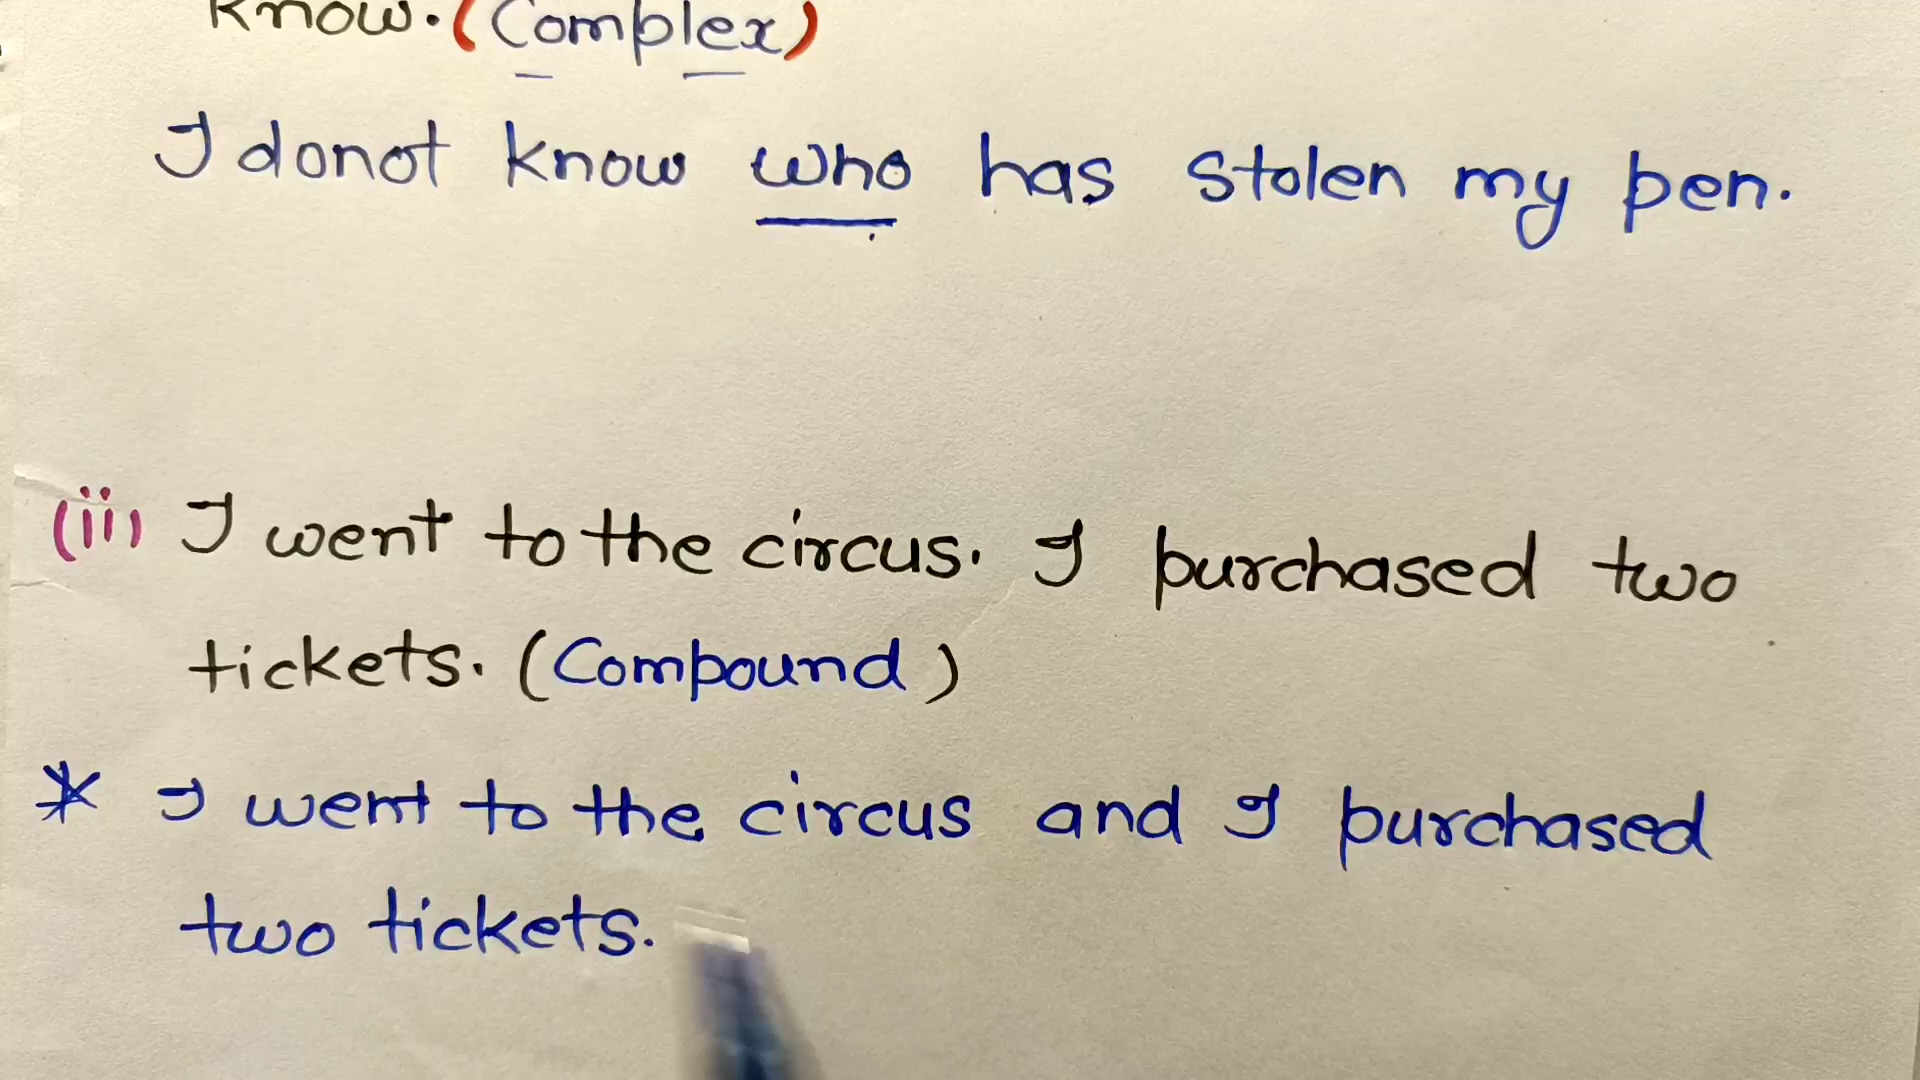 know. (Complex)
I donot know who has stolen my pen.
(ii) I went to the circus. I purchased two
tickets. (Compound)
* I went to the circus and I purchased
two tickets.